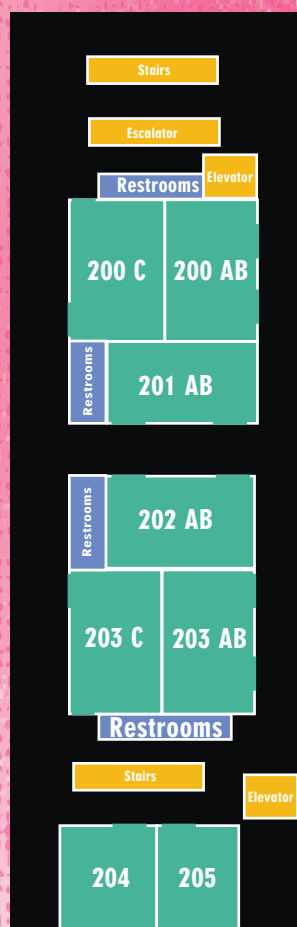 Stairs
Escalator
Elevator
Restrooms
200 C
200 AB
Restrooms
201 AB
Restrooms
202 AB
203 C
203 AB
Restrooms
Stairs
Elevator
204
205